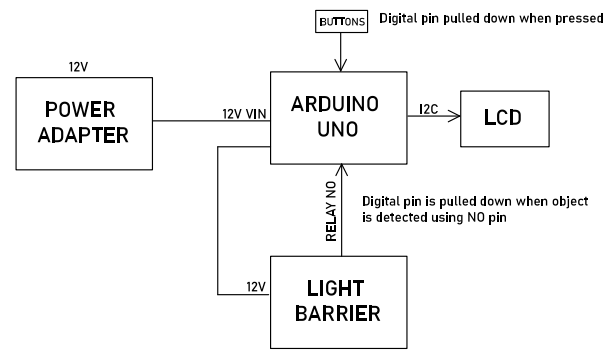 BUTTONS
Digital pin pulled down when pressed
12V
POWER
ADAPTER
12V VIN
ARDUINO
UNO
I2C
LCD
RELAY NO
Digital pin is pulled down when object
is detected using NO pin
12V
LIGHT
BARRIER